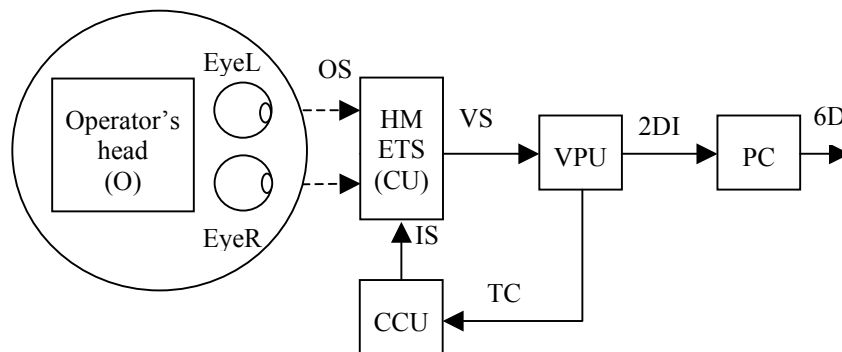 EyeL
OS
Operator's
head
(O)
HM
ETS
(CU)
VS
VPU
2DI
PC
6D
EyeR
IS
CCU
TC